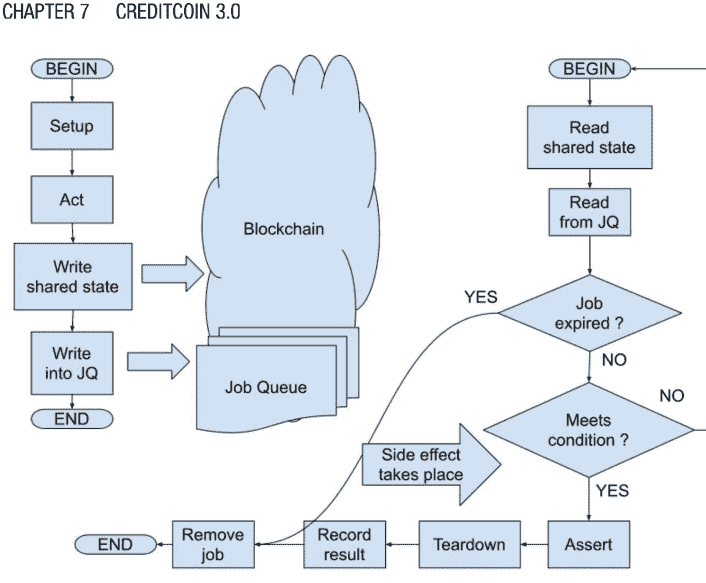 CHAPTER 7 CREDITCOIN 3.0
BEGIN
Setup
Act
Write
shared state
Write
into JQ
END
Blockchain
Job Queue
BEGIN
Read
shared state
Read
from JQ
Job
expired ?
YES
NO
Meets
condition ?
NO
YES
Side effect
takes place
Assert
Teardown
Record
result
Remove
job
END